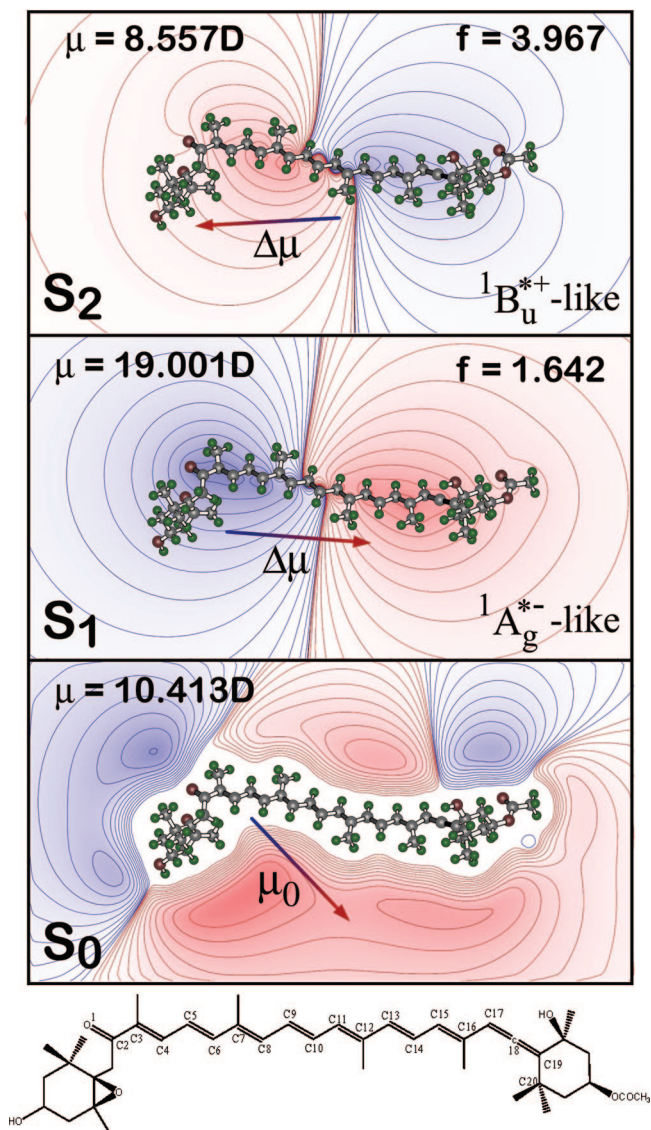 μ = 8.557D f = 3.967
Δμ
S₂ ¹Bᵤ*⁺-like
μ = 19.001D f = 1.642
Δμ
S₁ ¹A_g*⁻-like
μ = 10.413D
μ₀
S₀
O 1 C2 C3 C4 C5 C6 C7 C8 C9 C10 C11 C12 C13 C14 C15 C16 C17 18 C19 C20
HO
O
HO
OCOCH₃